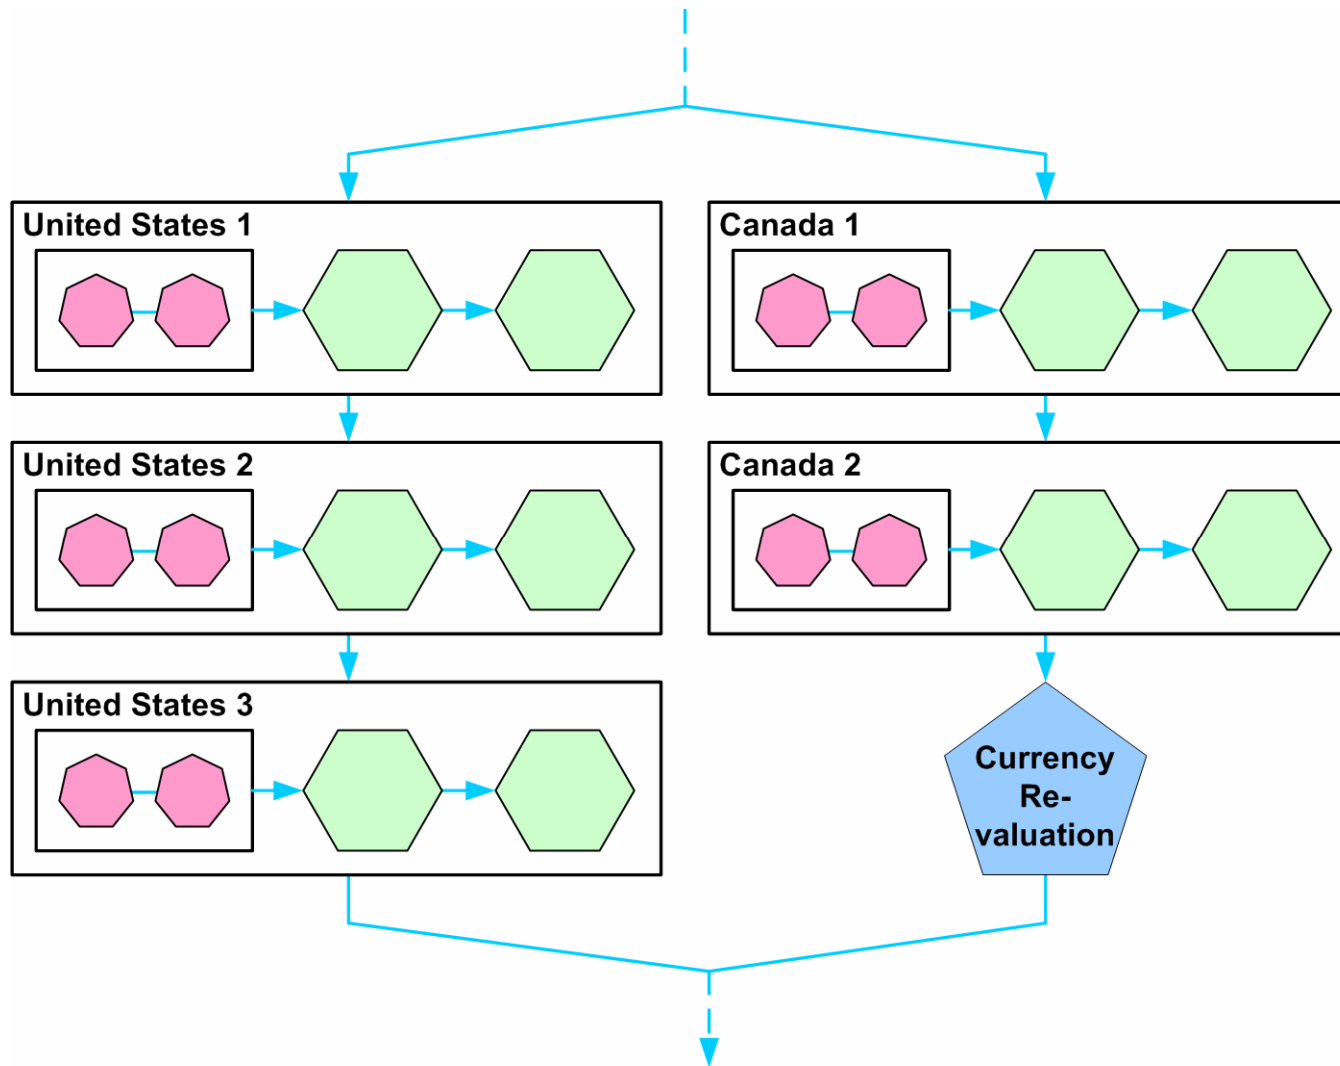 United States 1
Canada 1
United States 2
Canada 2
United States 3
Currency
Re-
valuation